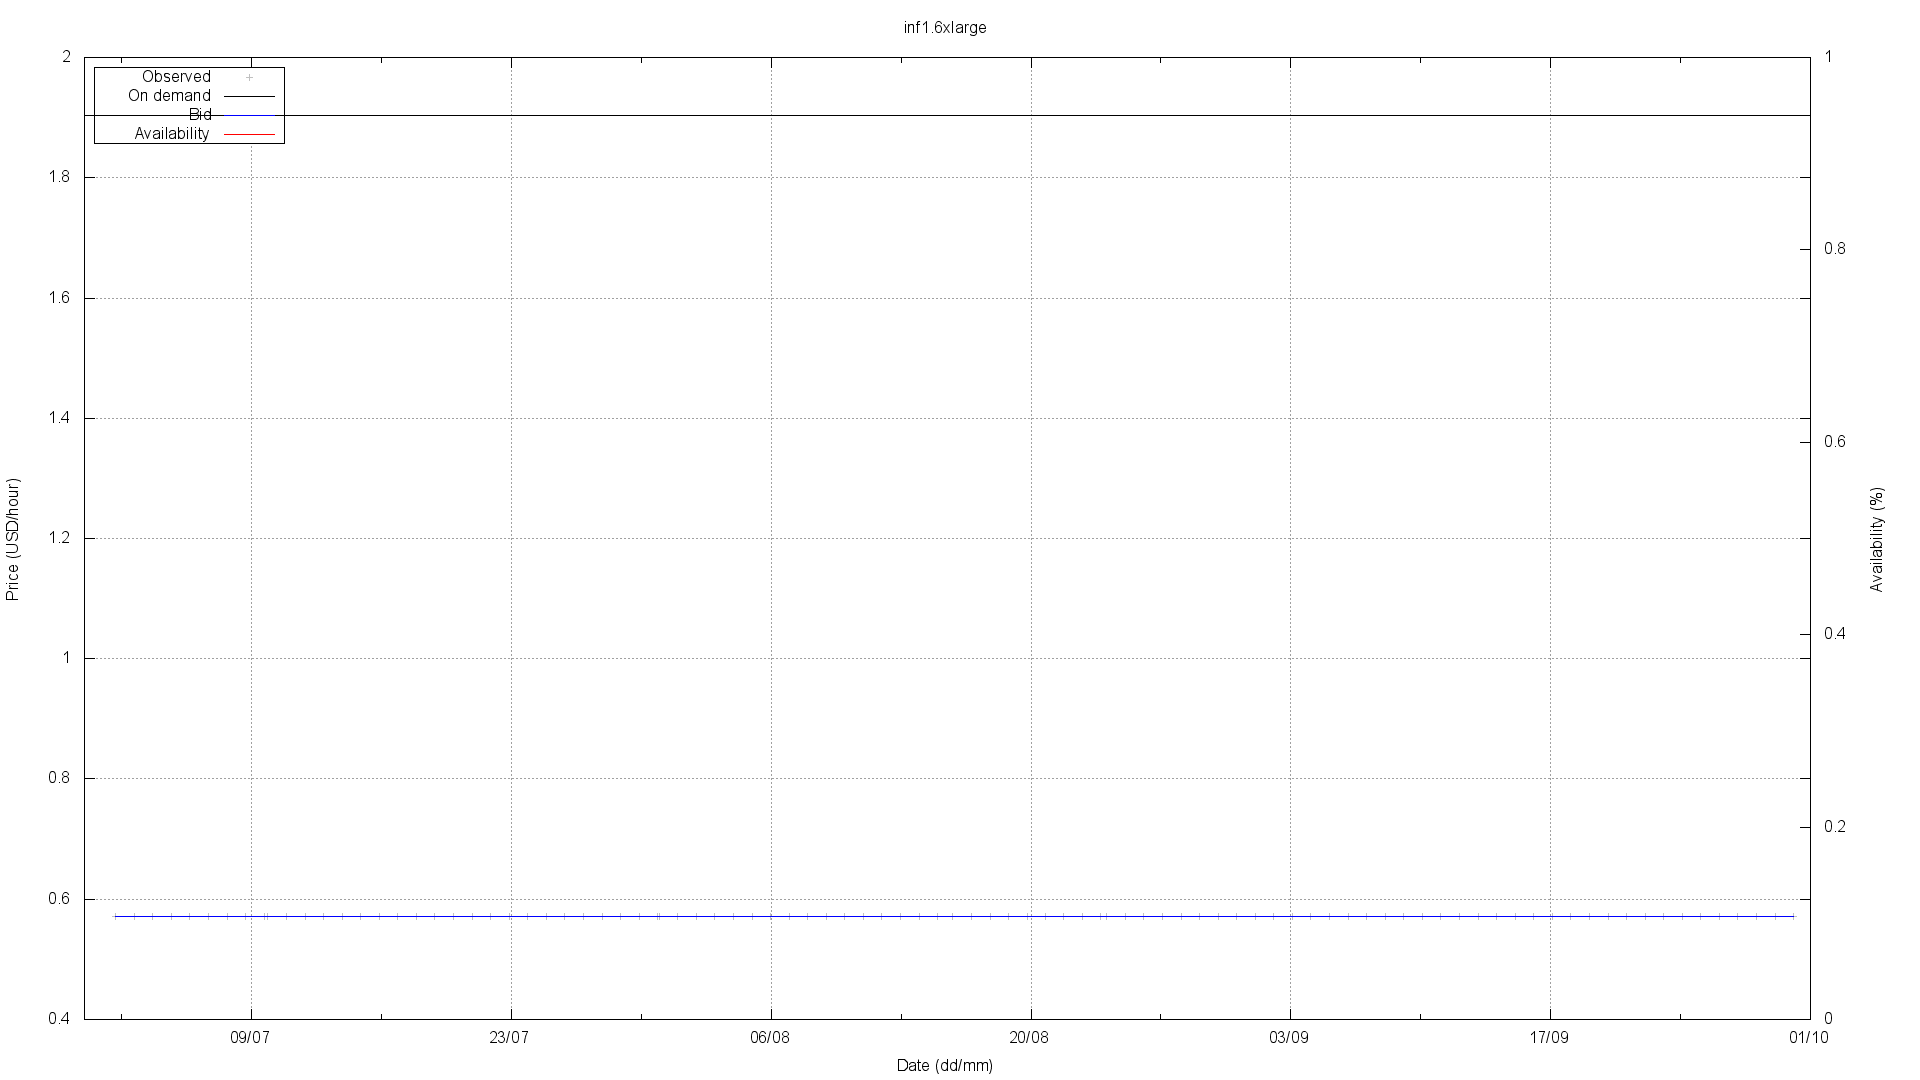 inf1.6xlarge
Observed
On demand
Bid
Availability
2
1.8
1.6
1.4
1.2
1
0.8
0.6
0.4
Price (USD/hour)
1
0.8
0.6
0.4
0.2
0
Availability (%)
09/07 23/07 06/08 20/08 03/09 17/09 01/10
Date (dd/mm)